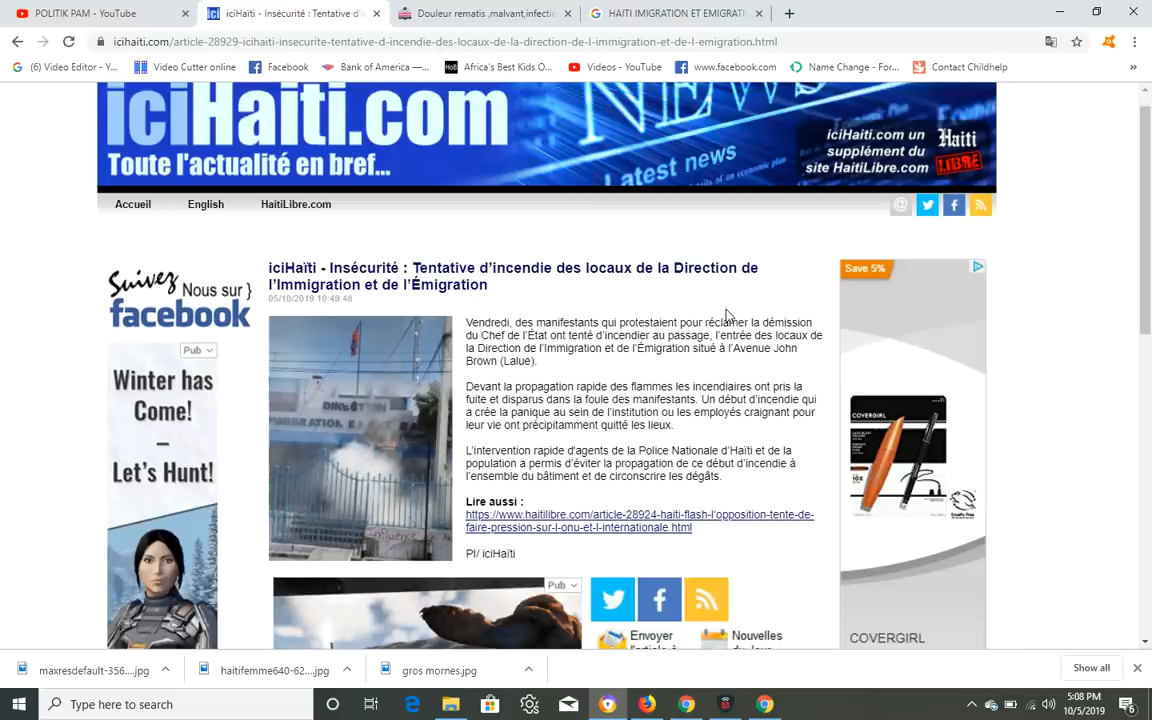 POLITIK PAM - YouTube
iciHaïti - Insécurité : Tentative d'i
Douleur rematis ,malvant,infectio
HAITI IMIGRATION ET EMIGRATI
icihaiti.com/article-28929-icihaiti-insecurite-tentative-d-incendie-des-locaux-de-la-direction-de-l-immigration-et-de-l-emigration.html
(6) Video Editor - Y...
Video Cutter online
Facebook
Bank of America —...
Africa's Best Kids O...
Videos - YouTube
www.facebook.com
Name Change - For...
Contact Childhelp
iciHaiti.com
Toute l'actualité en bref...
NEWS
Latest news
iciHaiti.com un
supplément du
site HaitiLibre.com
Haiti
LIBRE
Accueil
English
HaitiLibre.com
Suivez
Nous sur }
facebook
Pub
Winter has
Come!
–
Let's Hunt!
iciHaïti - Insécurité : Tentative d'incendie des locaux de la Direction de
l'Immigration et de l'Émigration
05/10/2019 10:49:48
Vendredi, des manifestants qui protestaient pour réclamer la démission
du Chef de l'État ont tenté d'incendier au passage, l'entrée des locaux de
la Direction de l'Immigration et de l'Émigration situé à l'Avenue John
Brown (Lalue).
Devant la propagation rapide des flammes les incendiaires ont pris la
fuite et disparus dans la foule des manifestants. Un début d'incendie qui
a crée la panique au sein de l'institution ou les employés craignant pour
leur vie ont précipitamment quitté les lieux.
L'intervention rapide d'agents de la Police Nationale d'Haïti et de la
population a permis d'éviter la propagation de ce début d'incendie à
l'ensemble du bâtiment et de circonscrire les dégâts.
Lire aussi :
https://www.haitilibre.com/article-28924-haiti-flash-l'opposition-tente-de-
faire-pression-sur-l-onu-et-l-internationale.html
PI/ iciHaïti
Pub
Envoyer
Nouvelles
Save 5%
COVERGIRL
COVERGIRL
maxresdefault-356....jpg
haitifemme640-62....jpg
gros mornes.jpg
Show all
Type here to search
5:08 PM
10/5/2019
6